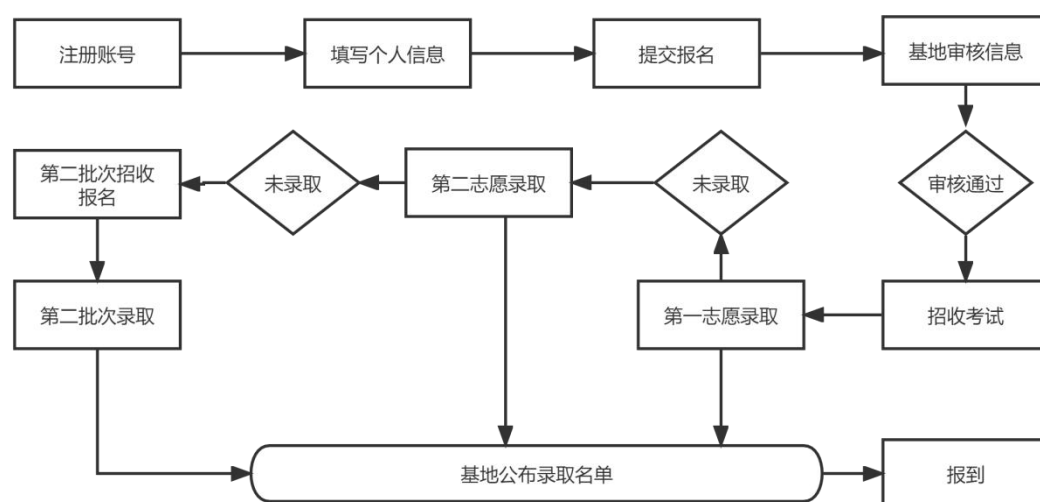 注册账号
填写个人信息
提交报名
基地审核信息
第二批次招收
报名
未录取
第二志愿录取
未录取
审核通过
第二批次录取
第一志愿录取
招收考试
基地公布录取名单
报到